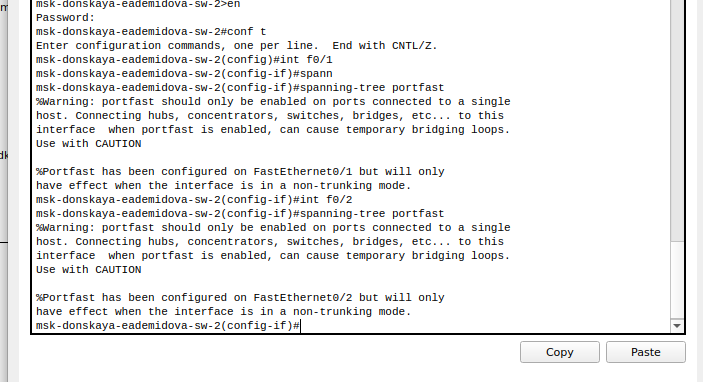 msk-donskaya-eademidova-sw-2>en
Password:
msk-donskaya-eademidova-sw-2#conf t
Enter configuration commands, one per line.  End with CNTL/Z.
msk-donskaya-eademidova-sw-2(config)#int f0/1
msk-donskaya-eademidova-sw-2(config-if)#spann
msk-donskaya-eademidova-sw-2(config-if)#spanning-tree portfast
%Warning: portfast should only be enabled on ports connected to a single
host. Connecting hubs, concentrators, switches, bridges, etc... to this
interface  when portfast is enabled, can cause temporary bridging loops.
Use with CAUTION

%Portfast has been configured on FastEthernet0/1 but will only
have effect when the interface is in a non-trunking mode.
msk-donskaya-eademidova-sw-2(config-if)#int f0/2
msk-donskaya-eademidova-sw-2(config-if)#spanning-tree portfast
%Warning: portfast should only be enabled on ports connected to a single
host. Connecting hubs, concentrators, switches, bridges, etc... to this
interface  when portfast is enabled, can cause temporary bridging loops.
Use with CAUTION

%Portfast has been configured on FastEthernet0/2 but will only
have effect when the interface is in a non-trunking mode.
msk-donskaya-eademidova-sw-2(config-if)#
Copy
Paste